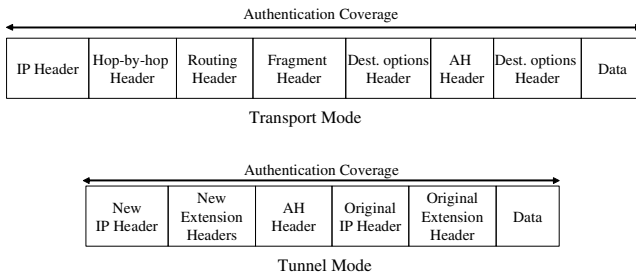 Authentication Coverage
IP Header
Hop-by-hop
Header
Routing
Header
Fragment
Header
Dest. options
Header
AH
Header
Dest. options
Header
Data
Transport Mode
Authentication Coverage
New
IP Header
New
Extension
Headers
AH
Header
Original
IP Header
Original
Extension
Header
Data
Tunnel Mode